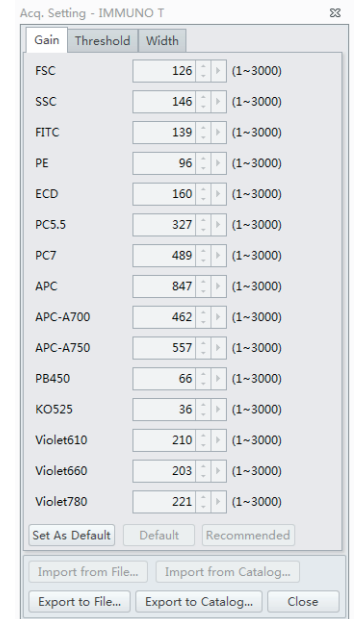 Acq. Setting - IMMUNO T
Gain Threshold Width
FSC 126 (1~3000)
SSC 146 (1~3000)
FITC 139 (1~3000)
PE 96 (1~3000)
ECD 160 (1~3000)
PC5.5 327 (1~3000)
PC7 489 (1~3000)
APC 847 (1~3000)
APC-A700 462 (1~3000)
APC-A750 557 (1~3000)
PB450 66 (1~3000)
KO525 36 (1~3000)
Violet610 210 (1~3000)
Violet660 203 (1~3000)
Violet780 221 (1~3000)
Set As Default Default Recommended
Import from File... Import from Catalog...
Export to File... Export to Catalog... Close